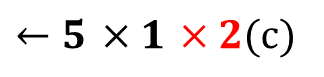 ← 5 × 1 × 2(c)